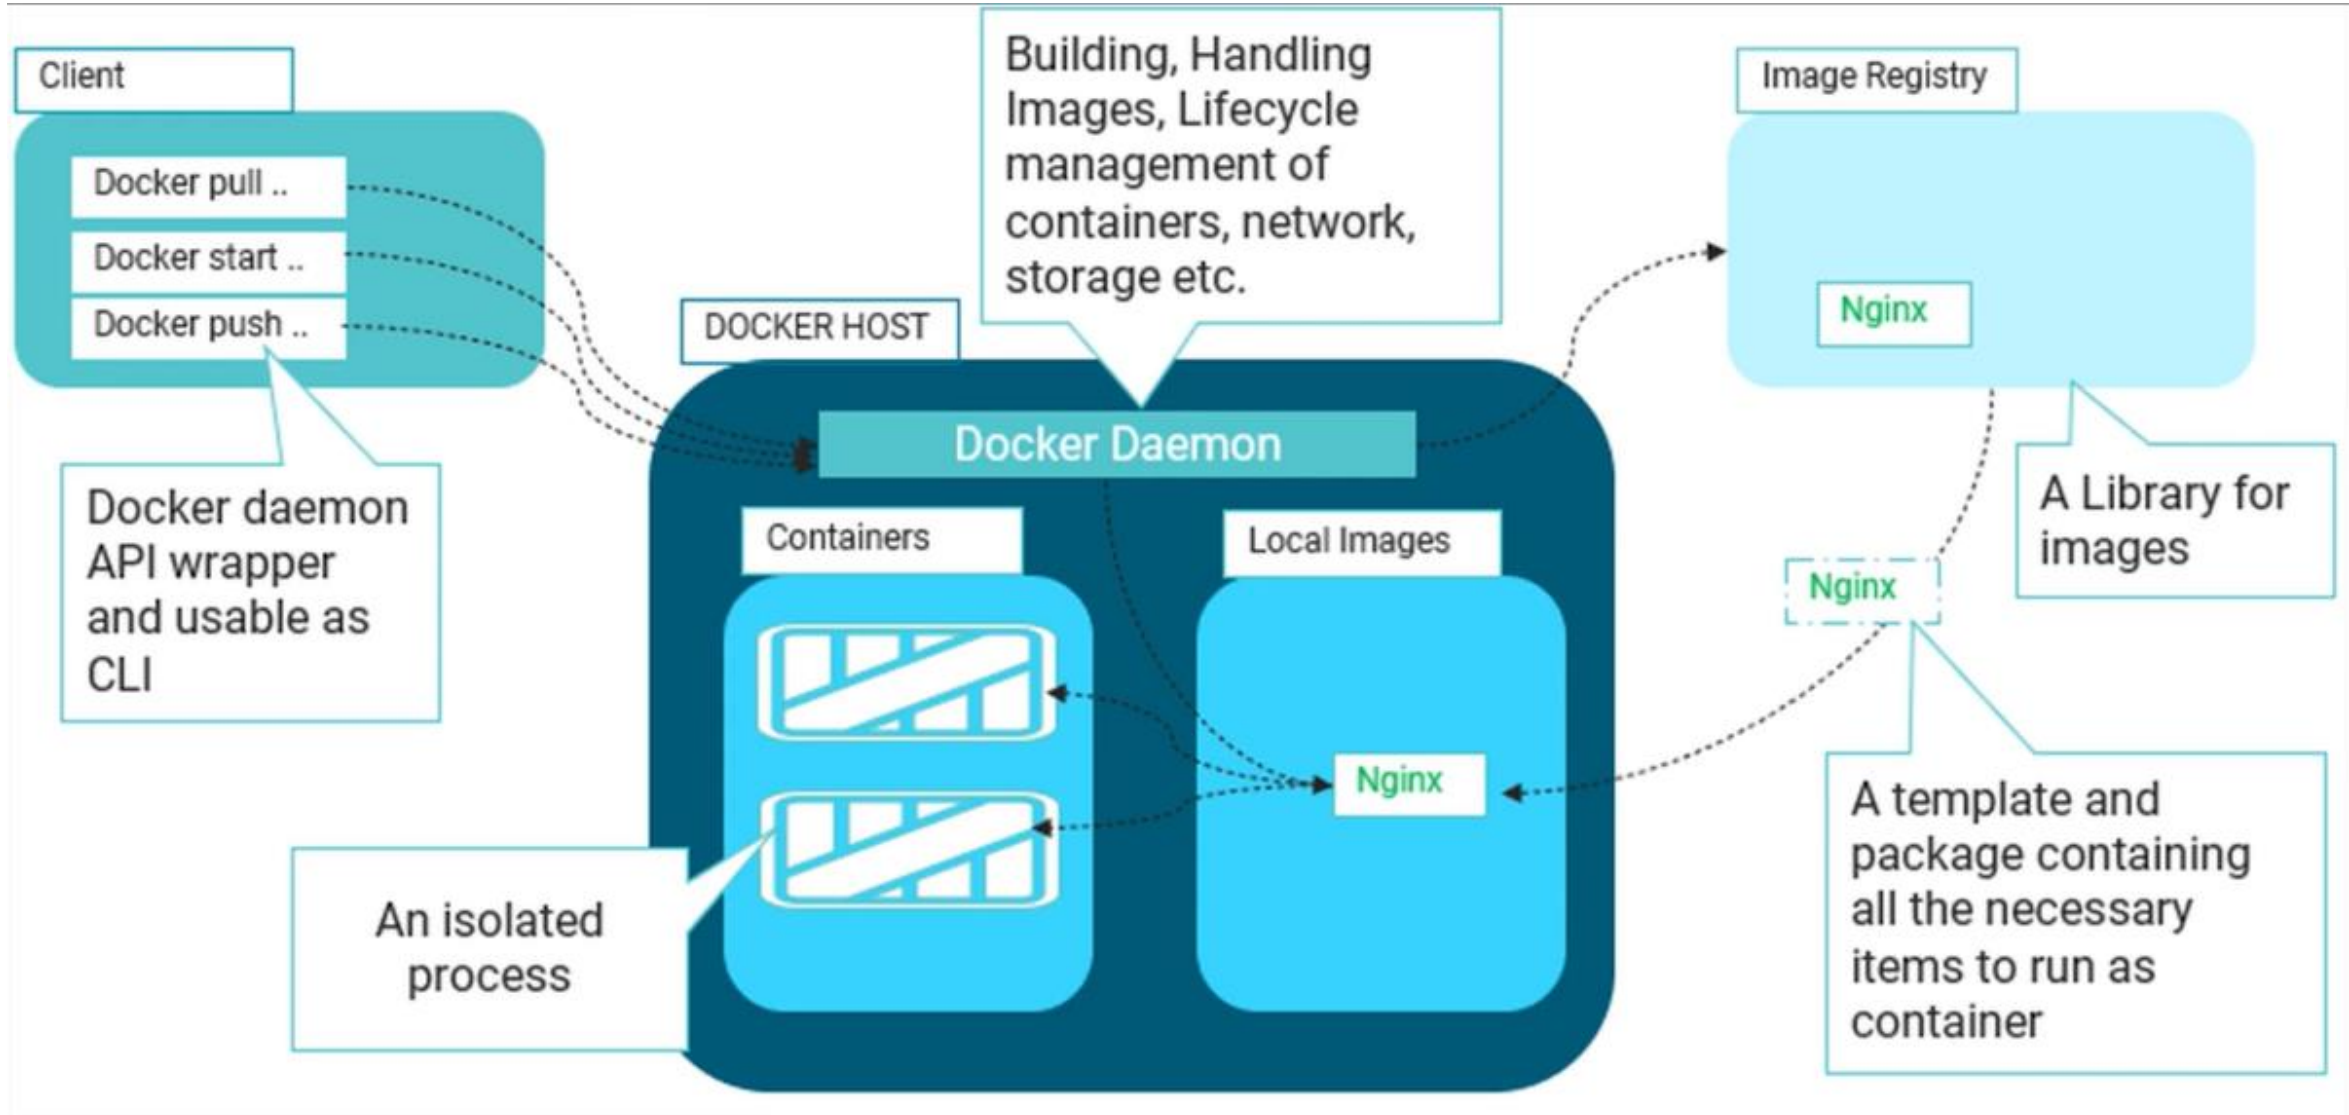 Client
Docker pull ..
Docker start ..
Docker push ..
Docker daemon
API wrapper
and usable as
CLI
Building, Handling
Images, Lifecycle
management of
containers, network,
storage etc.
DOCKER HOST
Docker Daemon
Containers
Local Images
Nginx
An isolated
process
Image Registry
Nginx
A Library for
images
Nginx
A template and
package containing
all the necessary
items to run as
container